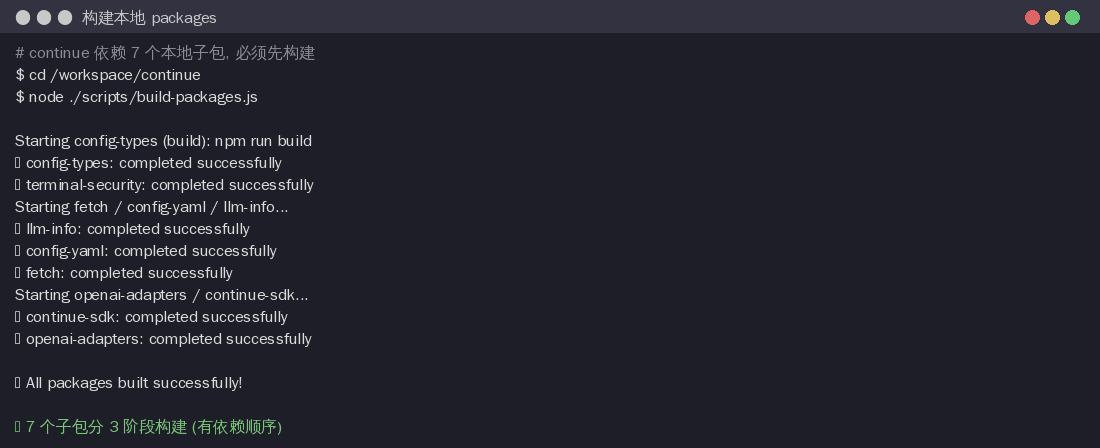 构建本地 packages
# continue 依赖 7 个本地子包, 必须先构建
$ cd /workspace/continue
$ node ./scripts/build-packages.js
Starting config-types (build): npm run build
▯ config-types: completed successfully
▯ terminal-security: completed successfully
Starting fetch / config-yaml / llm-info...
▯ llm-info: completed successfully
▯ config-yaml: completed successfully
▯ fetch: completed successfully
Starting openai-adapters / continue-sdk...
▯ continue-sdk: completed successfully
▯ openai-adapters: completed successfully
▯ All packages built successfully!
▯ 7 个子包分 3 阶段构建 (有依赖顺序)